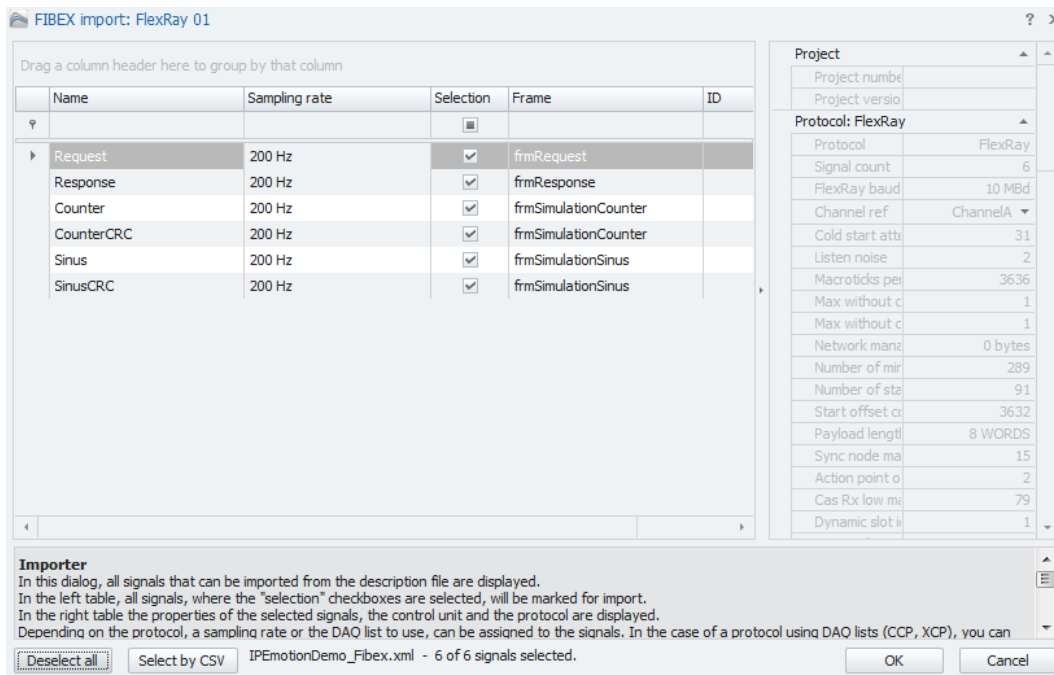 FIBEX import: FlexRay 01
?
Drag a column header here to group by that column
Name Sampling rate Selection Frame ID
Request 200 Hz frmRequest
Response 200 Hz frmResponse
Counter 200 Hz frmSimulationCounter
CounterCRC 200 Hz frmSimulationCounter
Sinus 200 Hz frmSimulationSinus
SinusCRC 200 Hz frmSimulationSinus
Project
Project numbe
Project versio
Protocol: FlexRay
Protocol FlexRay
Signal count 6
FlexRay baud 10 MBd
Channel ref ChannelA
Cold start atte 31
Listen noise 2
Macroticks per 3636
Max without c 1
Max without c 1
Network mana 0 bytes
Number of mir 289
Number of sta 91
Start offset co 3632
Payload lengtl 8 WORDS
Sync node ma 15
Action point o 2
Cas Rx low ma 79
Dynamic slot i 1
Importer
In this dialog, all signals that can be imported from the description file are displayed.
In the left table, all signals, where the "selection" checkboxes are selected, will be marked for import.
In the right table the properties of the selected signals, the control unit and the protocol are displayed.
Depending on the protocol, a sampling rate or the DAQ list to use, can be assigned to the signals. In the case of a protocol using DAQ lists (CCP, XCP), you can
Deselect all Select by CSV IPEmotionDemo_Fibex.xml - 6 of 6 signals selected. OK Cancel